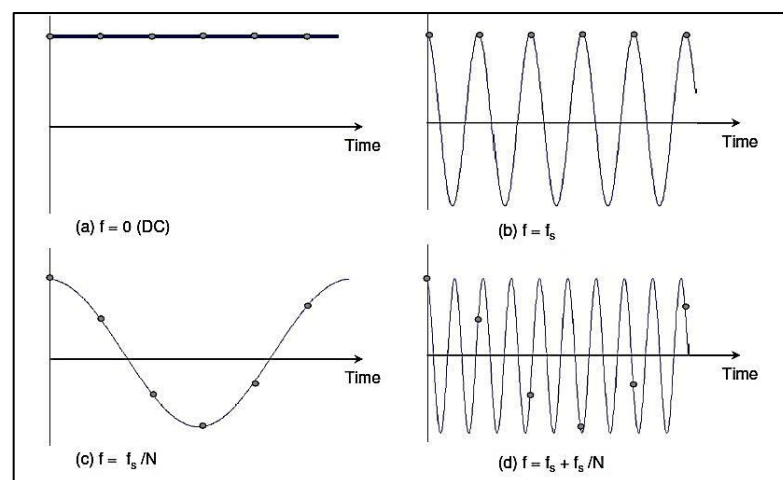 Time
(a) f = 0 (DC)
Time
(b) f = fₛ
Time
(c) f = fₛ /N
Time
(d) f = fₛ + fₛ /N